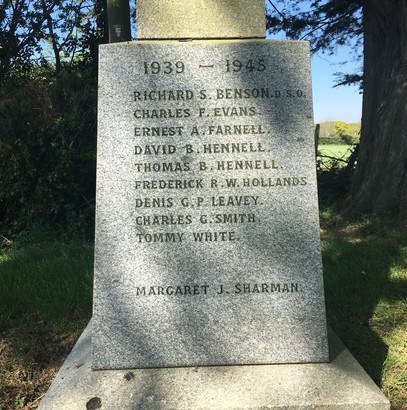 1939 — 1945
RICHARD S. BENSON. D.S.O.
CHARLES F. EVANS.
ERNEST A. FARNELL.
DAVID B. HENNELL.
THOMAS B. HENNELL.
FREDERICK R.W. HOLLANDS
DENIS G.P. LEAVEY.
CHARLES G. SMITH
TOMMY WHITE.
MARGARET J. SHARMAN.